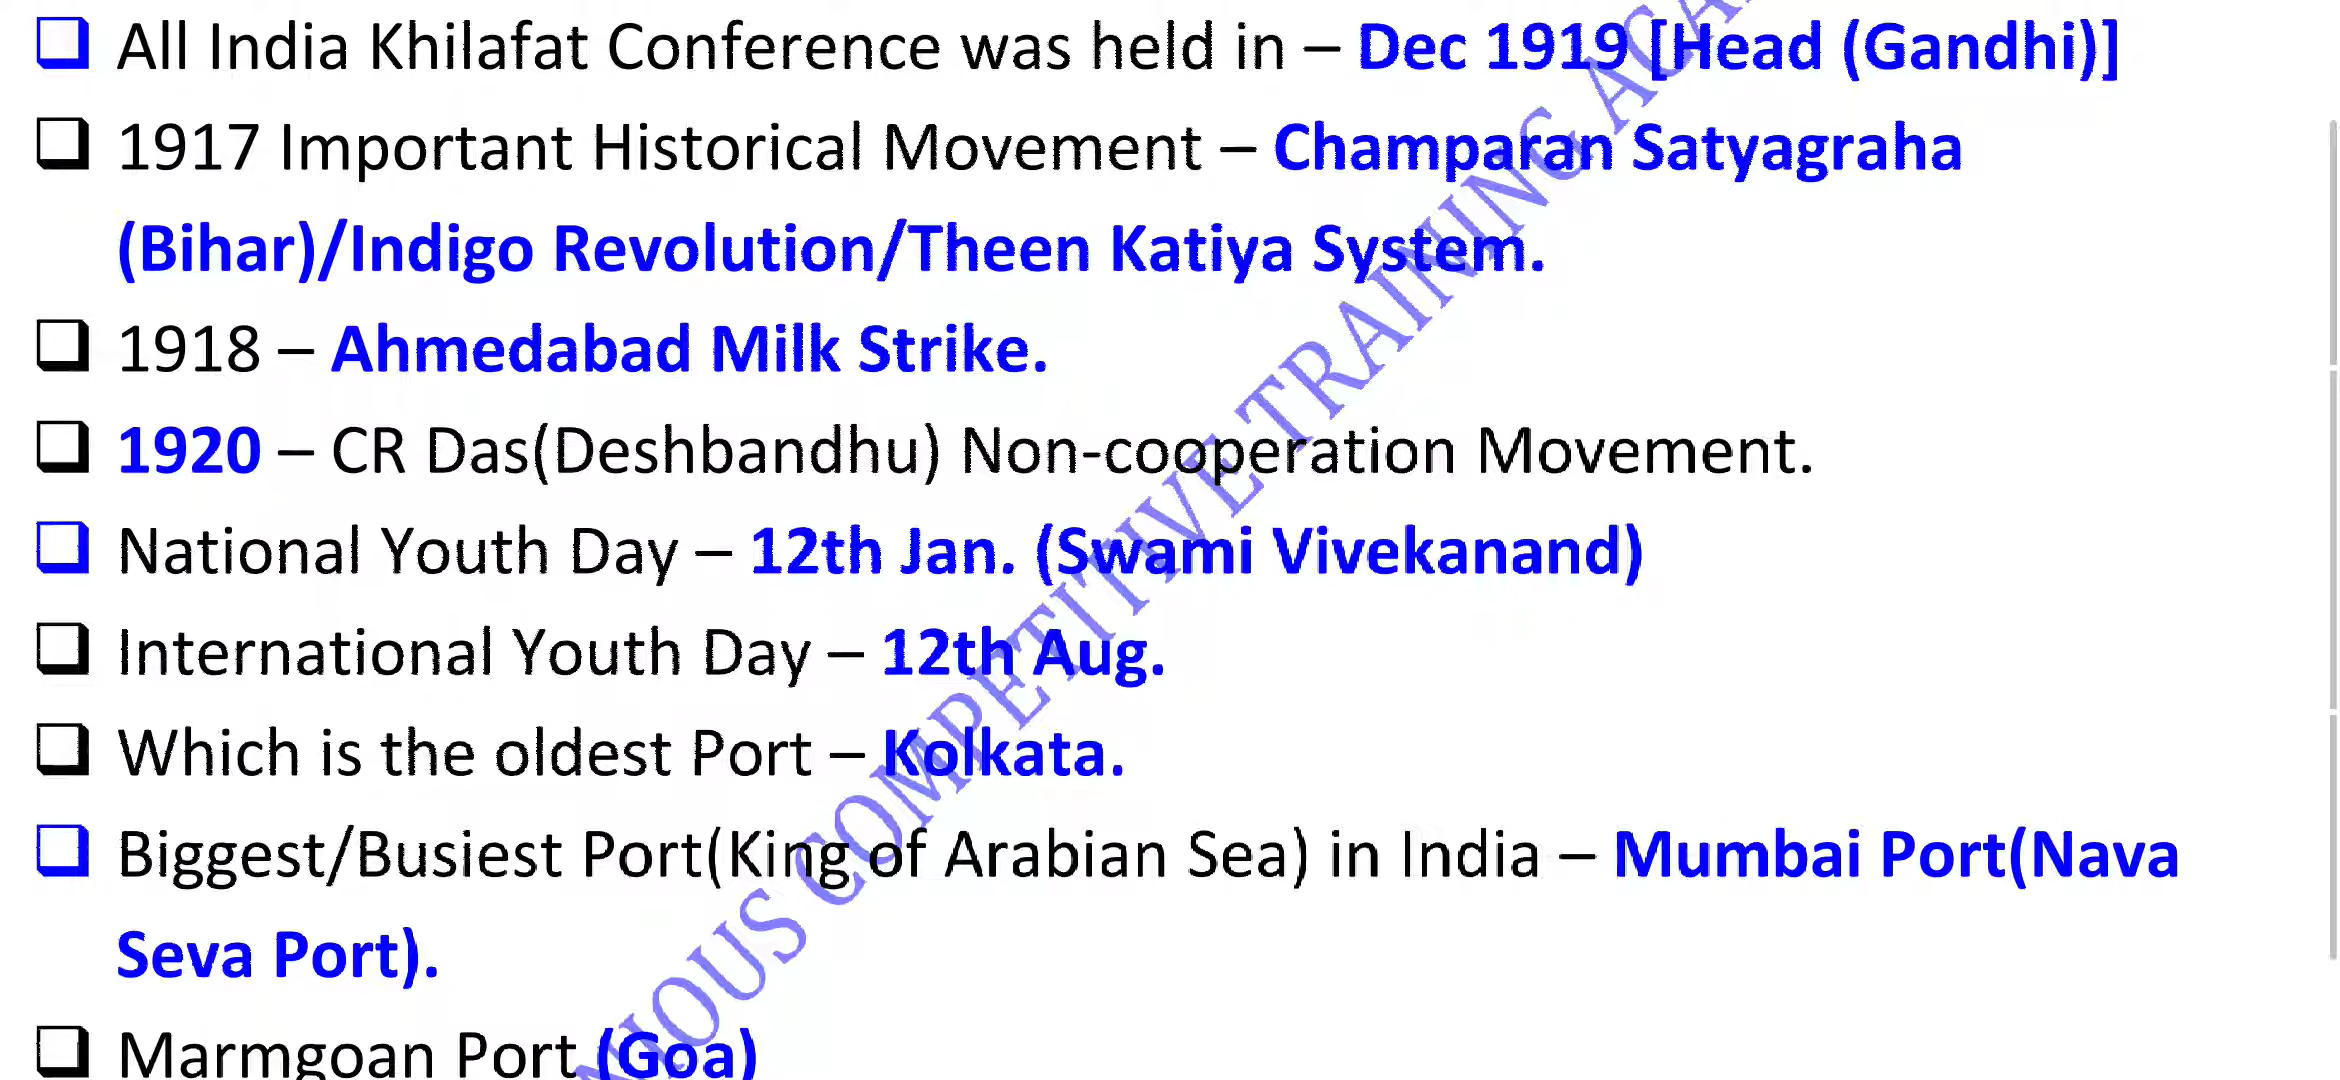 All India Khilafat Conference was held in – Dec 1919 [Head (Gandhi)]
1917 Important Historical Movement – Champaran Satyagraha
(Bihar)/Indigo Revolution/Theen Katiya System.
1918 – Ahmedabad Milk Strike.
1920 – CR Das(Deshbandhu) Non-cooperation Movement.
National Youth Day – 12th Jan. (Swami Vivekanand)
International Youth Day – 12th Aug.
Which is the oldest Port – Kolkata.
Biggest/Busiest Port(King of Arabian Sea) in India – Mumbai Port(Nava
Seva Port).
Marmgoan Port (Goa)
COMPETITIVE TRAINING